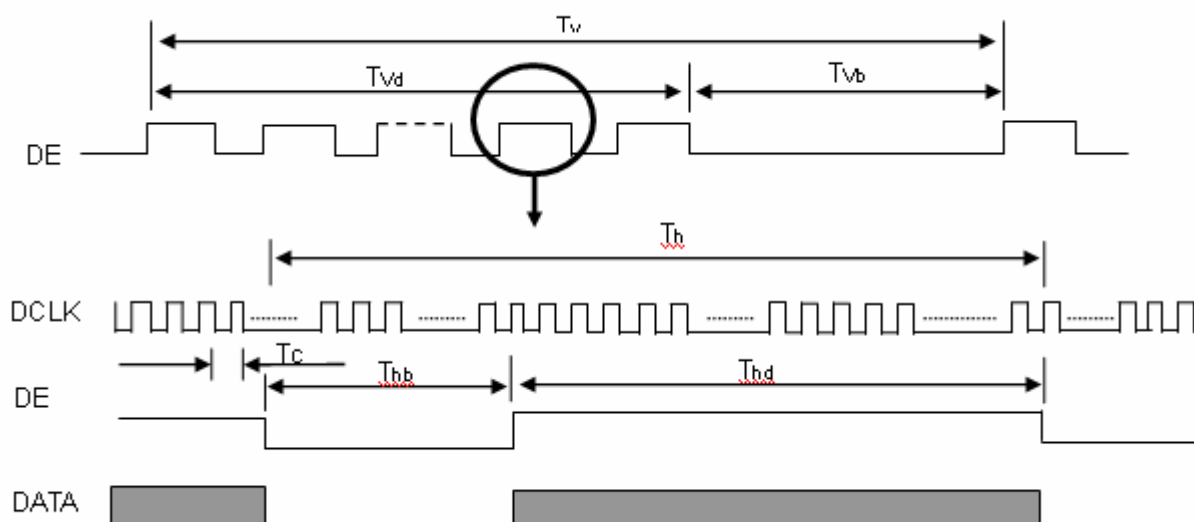 Tv
Tvd
Tvb
DE
Th
DCLK
Tc
Thb
Thd
DE
DATA